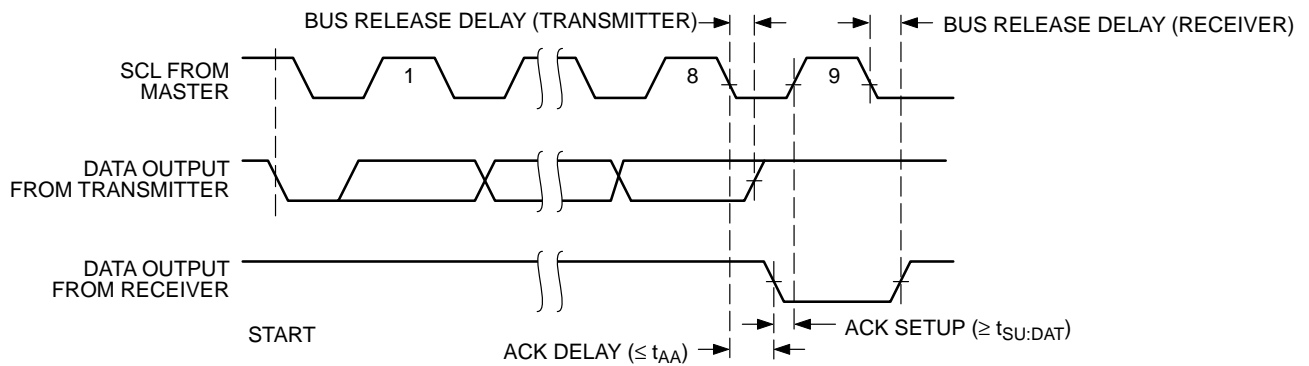 BUS RELEASE DELAY (TRANSMITTER)
BUS RELEASE DELAY (RECEIVER)
SCL FROM
MASTER
1
8
9
DATA OUTPUT
FROM TRANSMITTER
DATA OUTPUT
FROM RECEIVER
START
ACK SETUP (≥ tSU:DAT)
ACK DELAY (≤ tAA)